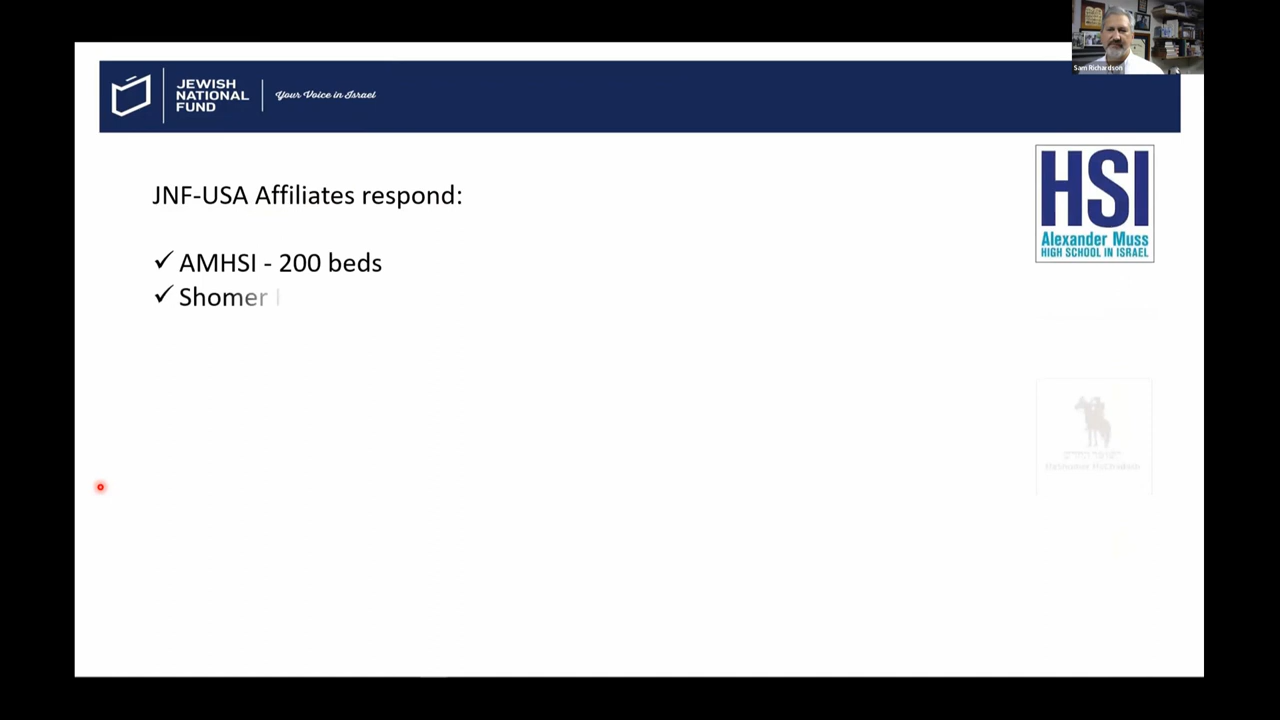 Sam Richardson
JEWISH
NATIONAL
FUND
Your Voice in Israel
HSI
Alexander Muss
HIGH SCHOOL IN ISRAEL
JNF-USA Affiliates respond:
✓ AMHSI - 200 beds
✓ Shomer